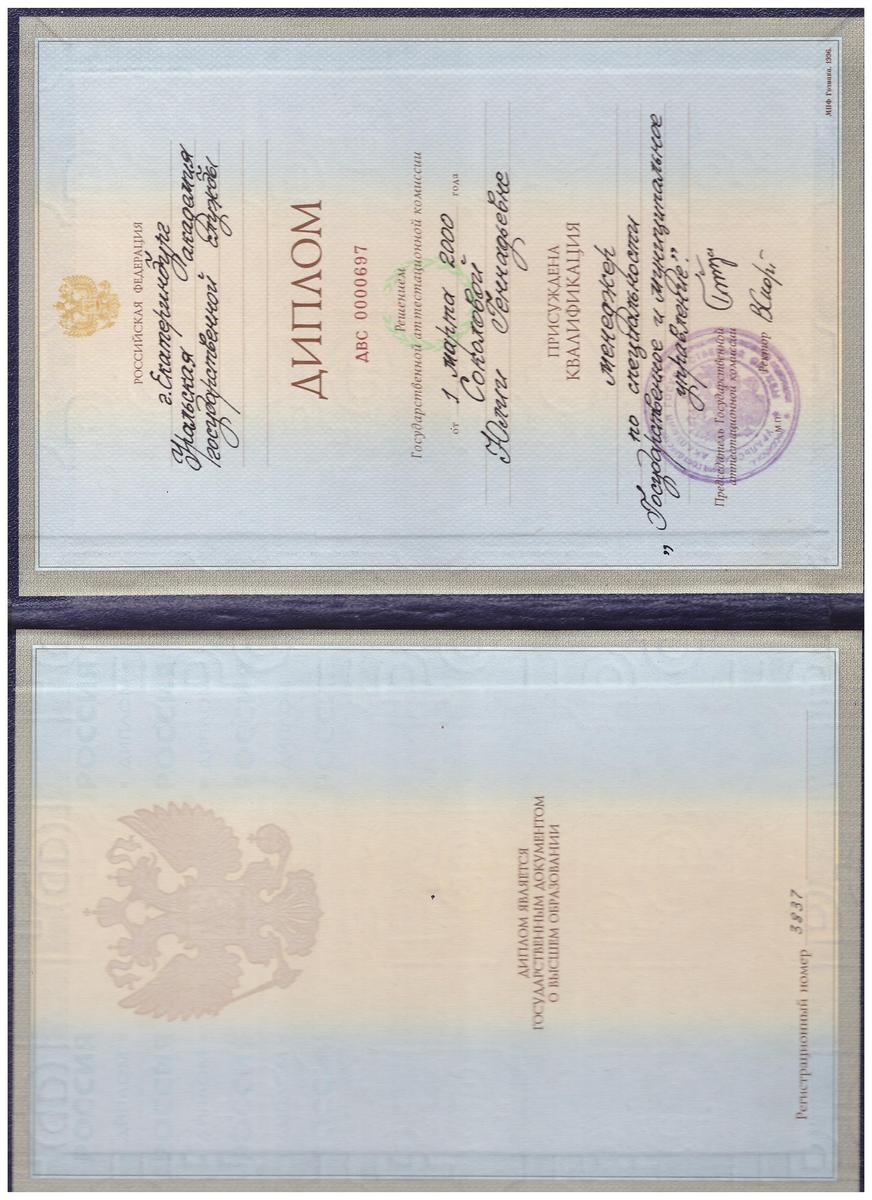 ДИПЛОМ ЯВЛЯЕТСЯ
ГОСУДАРСТВЕННЫМ ДОКУМЕНТОМ
О ВЫСШЕМ ОБРАЗОВАНИИ
Регистрационный номер 3837
РОССИЙСКАЯ ФЕДЕРАЦИЯ
г. Екатеринбург
Уральская академия
государственной службы
ДИПЛОМ
АВС 0000697
Решением
Государственной аттестационной комиссии
от 1 марта 2000 года
Соколовой
Юлии Геннадьевне
ПРИСУЖДЕНА
КВАЛИФИКАЦИЯ
менеджер
по специальности
„Государственное и муниципальное
управление"
Председатель Государственной
аттестационной комиссии
Ректор
М.П.
МПФ Гознака. 1996.